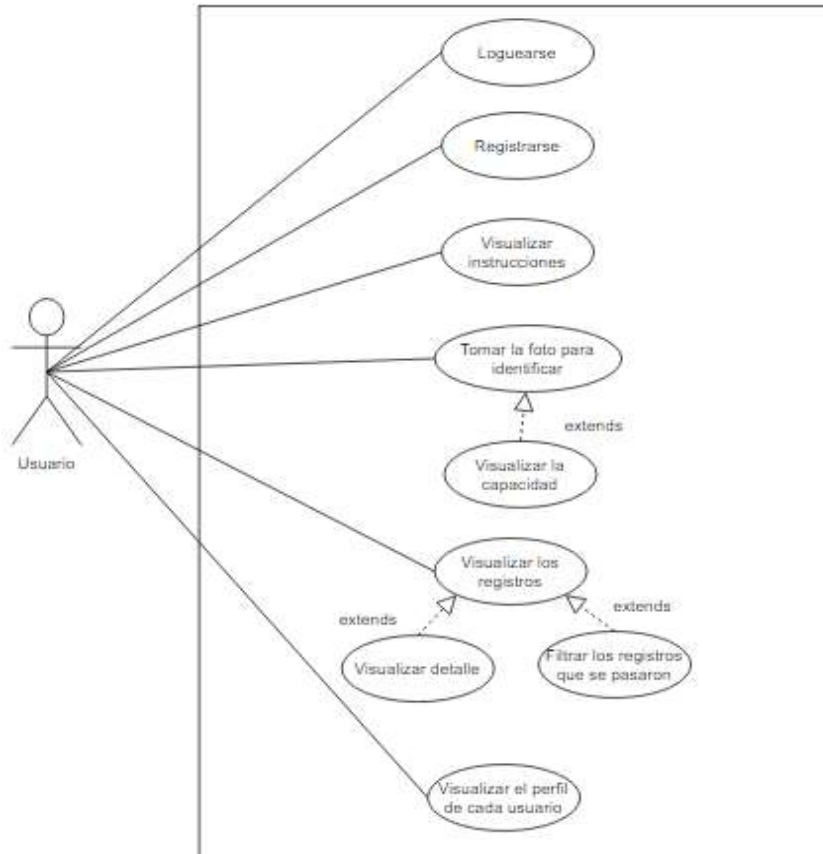 Loguearse
Registrarse
Visualizar
instrucciones
Tomar la foto para
identificar
extends
Usuario
Visualizar la
capacidad
Visualizar los
registros
extends
extends
Visualizar detalle
Filtrar los registros
que se pasaron
Visualizar el perfil
de cada usuario